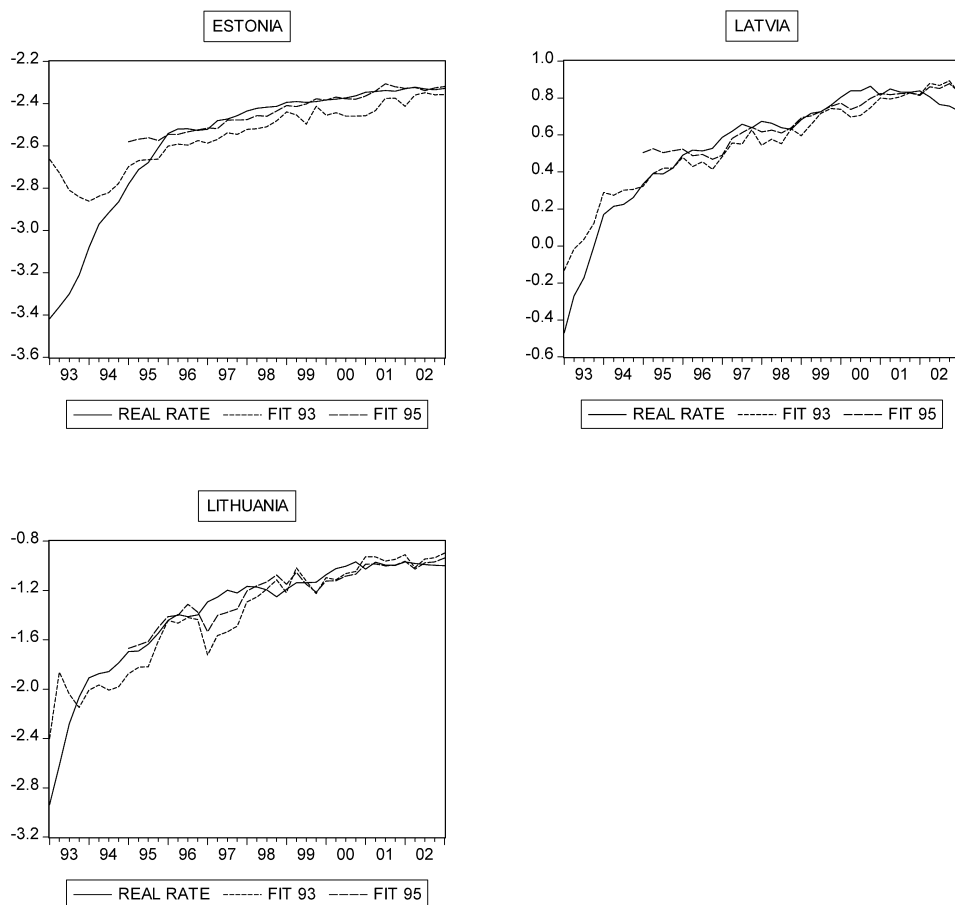 ESTONIA
-2.2
-2.4
-2.6
-2.8
-3.0
-3.2
-3.4
-3.6
93 94 95 96 97 98 99 00 01 02
REAL RATE FIT 93 FIT 95
LATVIA
1.0
0.8
0.6
0.4
0.2
0.0
-0.2
-0.4
-0.6
93 94 95 96 97 98 99 00 01 02
REAL RATE FIT 93 FIT 95
LITHUANIA
-0.8
-1.2
-1.6
-2.0
-2.4
-2.8
-3.2
93 94 95 96 97 98 99 00 01 02
REAL RATE FIT 93 FIT 95